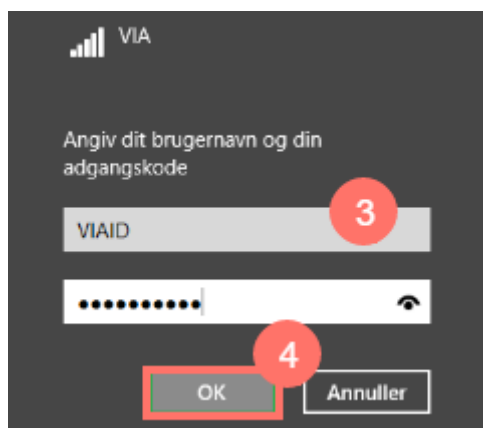 VIA
Angiv dit brugernavn og din
adgangskode
3
VIAID
••••••••••
4
OK
Annuller